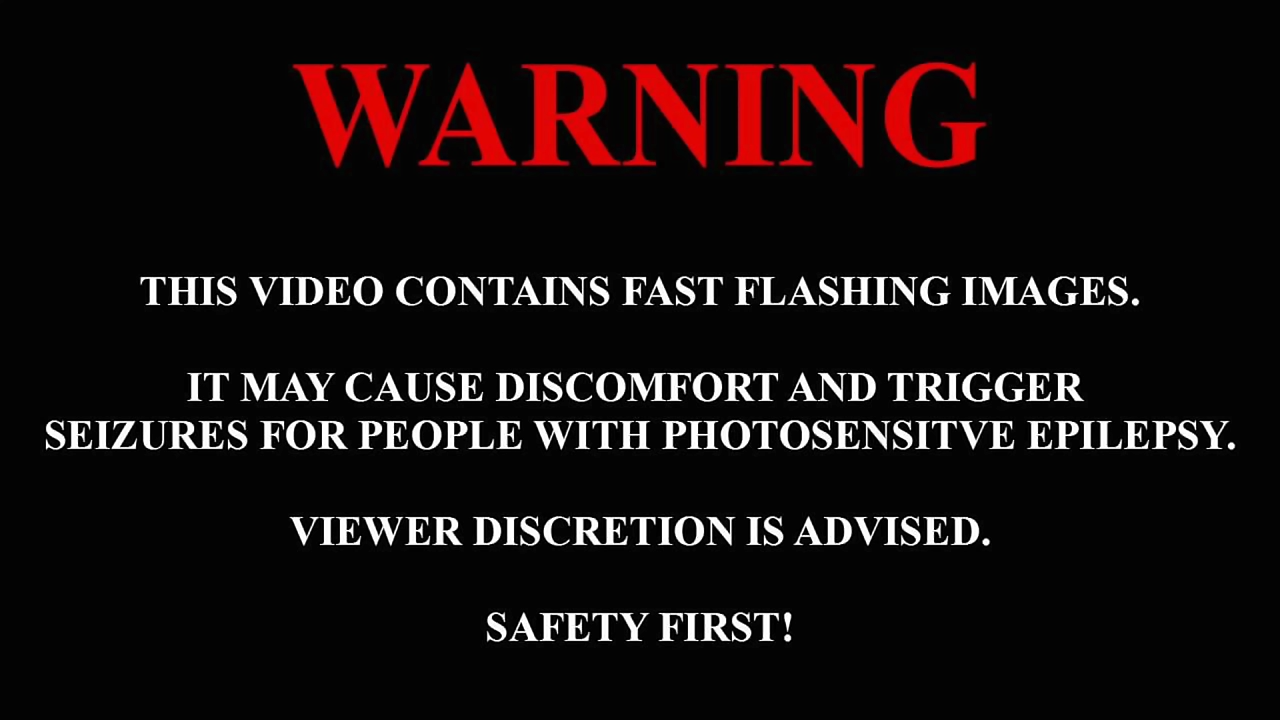 WARNING
THIS VIDEO CONTAINS FAST FLASHING IMAGES.
IT MAY CAUSE DISCOMFORT AND TRIGGER
SEIZURES FOR PEOPLE WITH PHOTOSENSITVE EPILEPSY.
VIEWER DISCRETION IS ADVISED.
SAFETY FIRST!